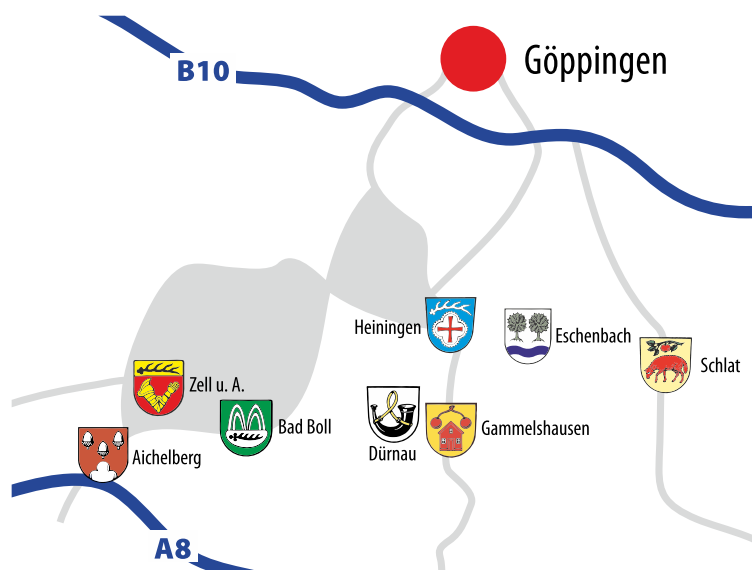 Göppingen
B10
Heiningen
Eschenbach
Schlat
Zell u. A.
Bad Boll
Gammelshausen
Dürnau
Aichelberg
A8